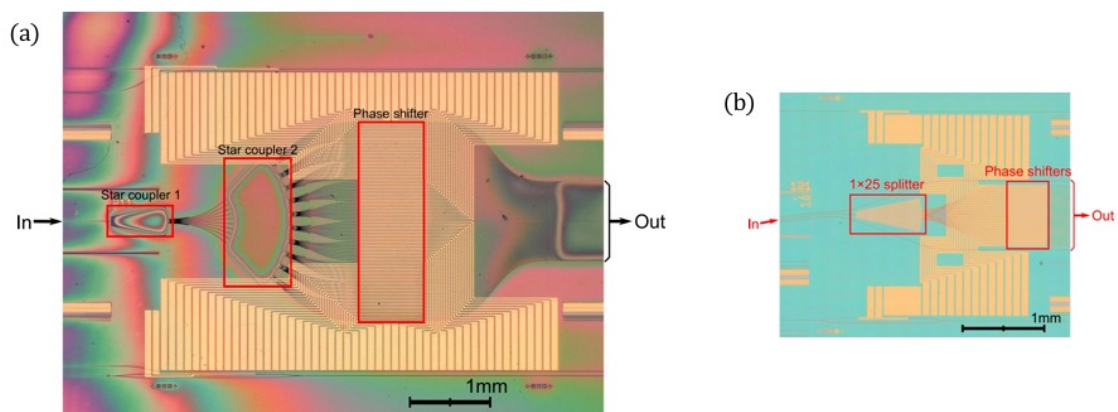 (a)
Phase shifter
Star coupler 2
Star coupler 1
In
Out
1mm
(b)
1×25 splitter
Phase shifters
In
Out
1mm